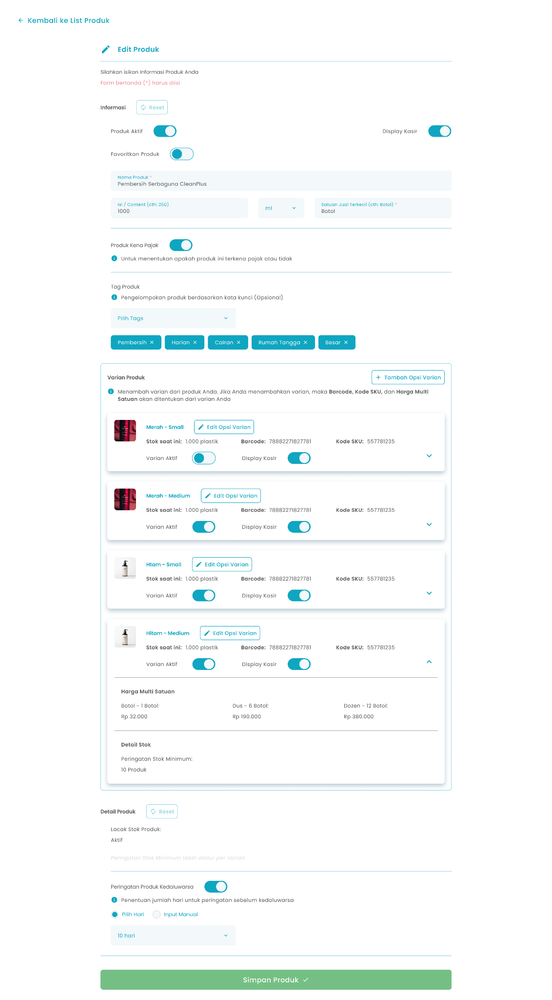 Kembali ke List Produk
Edit Produk
Silahkan isikan Informasi Produk Anda
Form bertanda (*) harus diisi
Informasi Reset
Produk Aktif Display Kasir
Favoritkan Produk
Nama Produk *
Pembersih Serbaguna CleanPlus
Isi / Content (cth: 250)
1000
ml
Satuan Jual Terkecil (cth: Botol) *
Botol
Produk Kena Pajak
Untuk menentukan apakah produk ini terkena pajak atau tidak
Tag Produk
Pengelompokan produk berdasarkan kata kunci (Opsional)
Pilih Tags
Pembersih × Harian × Cairan × Rumah Tangga × Besar ×
Varian Produk + Tambah Opsi Varian
Menambah varian dari produk Anda. Jika Anda menambahkan varian, maka Barcode, Kode SKU, dan Harga Multi
Satuan akan ditentukan dari varian Anda
Merah - Small Edit Opsi Varian
Stok saat ini: 1.000 plastik Barcode: 78882271827781 Kode SKU: 557781235
Varian Aktif Display Kasir
Merah - Medium Edit Opsi Varian
Stok saat ini: 1.000 plastik Barcode: 78882271827781 Kode SKU: 557781235
Varian Aktif Display Kasir
Htam - Small Edit Opsi Varian
Stok saat ini: 1.000 plastik Barcode: 78882271827781 Kode SKU: 557781235
Varian Aktif Display Kasir
Hitam - Medium Edit Opsi Varian
Stok saat ini: 1.000 plastik Barcode: 78882271827781 Kode SKU: 557781235
Varian Aktif Display Kasir
Harga Multi Satuan
Botol - 1 Botol: Dus - 6 Botol: Dozen - 12 Botol:
Rp 32.000 Rp 190.000 Rp 380.000
Detail Stok
Peringatan Stok Minimum:
10 Produk
Detail Produk Reset
Lacak Stok Produk:
Aktif
Peringatan Stok Minimum telah diatur per Varian
Peringatan Produk Kedaluwarsa
Penentuan jumlah hari untuk peringatan sebelum kedaluwarsa
Pilih Hari Input Manual
10 hari
Simpan Produk